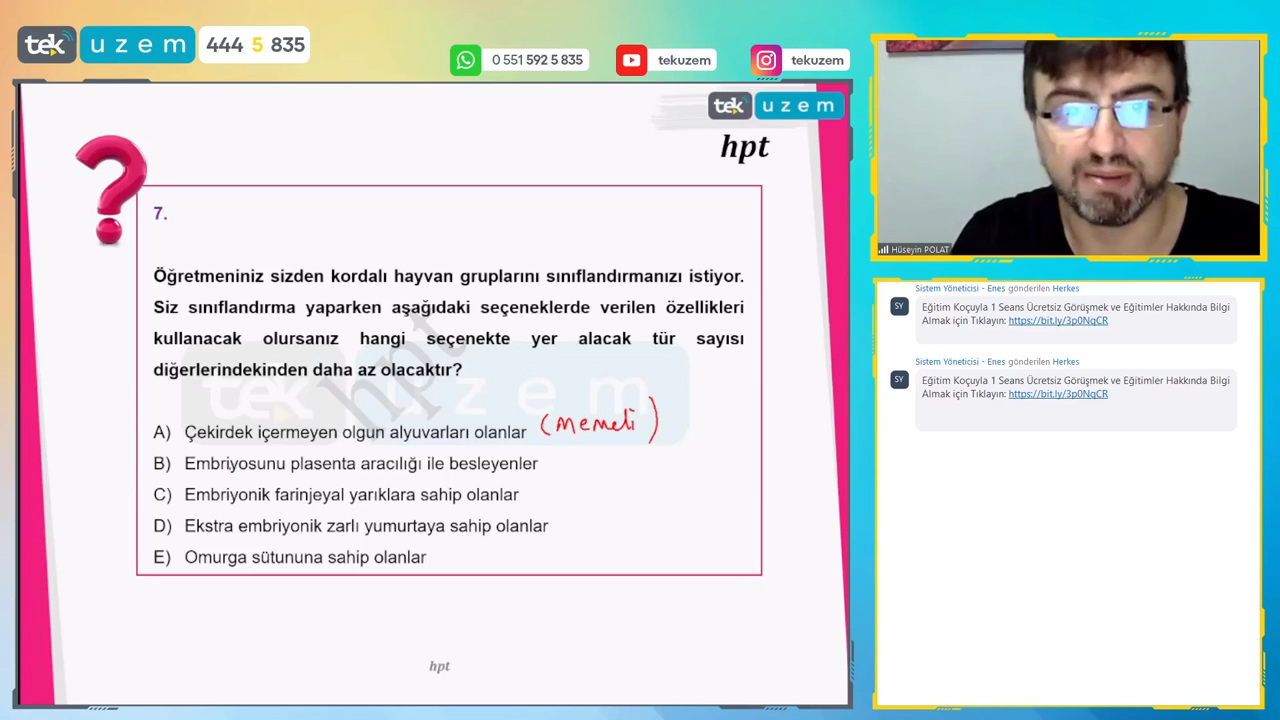 tek uzem 444 5 835
0 551 592 5 835
tekuzem
tekuzem
tek uzem
hpt
7.
Öğretmeniniz sizden kordalı hayvan gruplarını sınıflandırmanızı istiyor.
Siz sınıflandırma yaparken aşağıdaki seçeneklerde verilen özellikleri
kullanacak olursanız hangi seçenekte yer alacak tür sayısı
diğerlerindekinden daha az olacaktır?
A) Çekirdek içermeyen olgun alyuvarları olanlar (memeli)
B) Embriyosunu plasenta aracılığı ile besleyenler
C) Embriyonik farinjeyal yarıklara sahip olanlar
D) Ekstra embriyonik zarlı yumurtaya sahip olanlar
E) Omurga sütununa sahip olanlar
tek uzem
hpt
hpt
Hüseyin POLAT
Sistem Yöneticisi - Enes gönderilen Herkes
SY
Eğitim Koçuyla 1 Seans Ücretsiz Görüşmek ve Eğitimler Hakkında Bilgi
Almak için Tıklayın: https://bit.ly/3p0NqCR
Sistem Yöneticisi - Enes gönderilen Herkes
SY
Eğitim Koçuyla 1 Seans Ücretsiz Görüşmek ve Eğitimler Hakkında Bilgi
Almak için Tıklayın: https://bit.ly/3p0NqCR